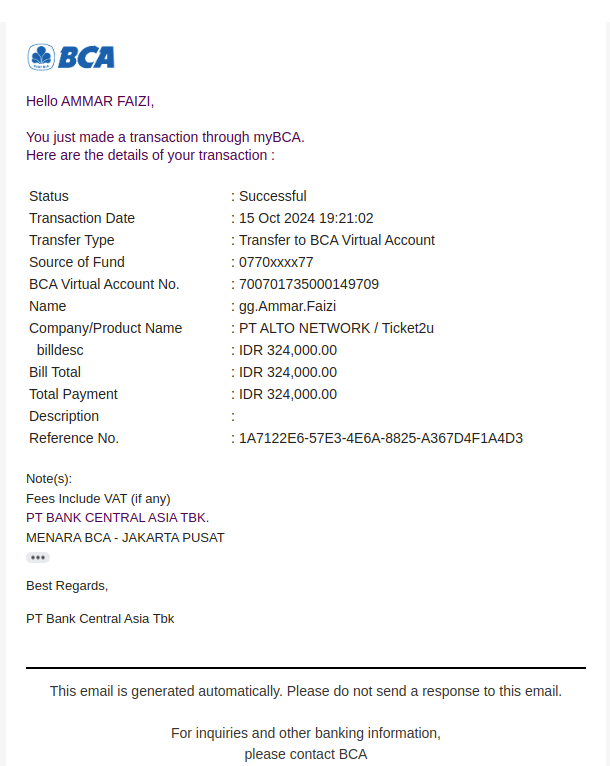 BCA
Hello AMMAR FAIZI,
You just made a transaction through myBCA.
Here are the details of your transaction :
Status : Successful
Transaction Date : 15 Oct 2024 19:21:02
Transfer Type : Transfer to BCA Virtual Account
Source of Fund : 0770xxxx77
BCA Virtual Account No. : 700701735000149709
Name : gg.Ammar.Faizi
Company/Product Name : PT ALTO NETWORK / Ticket2u
billdesc : IDR 324,000.00
Bill Total : IDR 324,000.00
Total Payment : IDR 324,000.00
Description :
Reference No. : 1A7122E6-57E3-4E6A-8825-A367D4F1A4D3
Note(s):
Fees Include VAT (if any)
PT BANK CENTRAL ASIA TBK.
MENARA BCA - JAKARTA PUSAT
•••
Best Regards,
PT Bank Central Asia Tbk
This email is generated automatically. Please do not send a response to this email.
For inquiries and other banking information,
please contact BCA